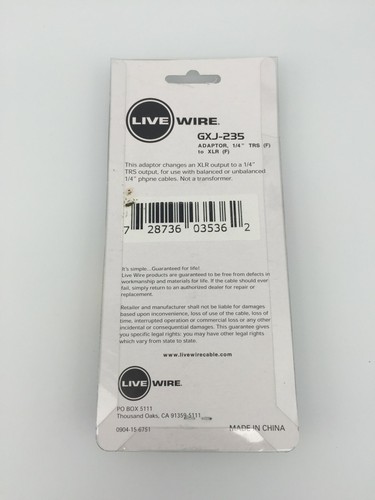 LIVE WIRE.
GXJ-235
ADAPTOR, 1/4" TRS (F)
to XLR (F)
This adaptor changes an XLR output to a 1/4"
TRS output, for use with balanced or unbalanced
1/4" phpne cables. Not a transformer.
7 28736 03536 2
It's simple...Guaranteed for life!
Live Wire products are guaranteed to be free from defects in
workmanship and materials for life. If the cable should ever
fail, simply return to an authorized dealer for repair or
replacement.
Retailer and manufacturer shall not be liable for damages
based upon inconvenience, loss of use of the cable, loss of
time, interrupted operation or commercial loss or any other
incidental or consequential damages. This guarantee gives
you specific legal rights: you may have other legal rights
which vary from state to state.
www.livewirecable.com
LIVE WIRE.
PO BOX 5111
Thousand Oaks, CA 91359-5111
0904-15-6751
MADE IN CHINA